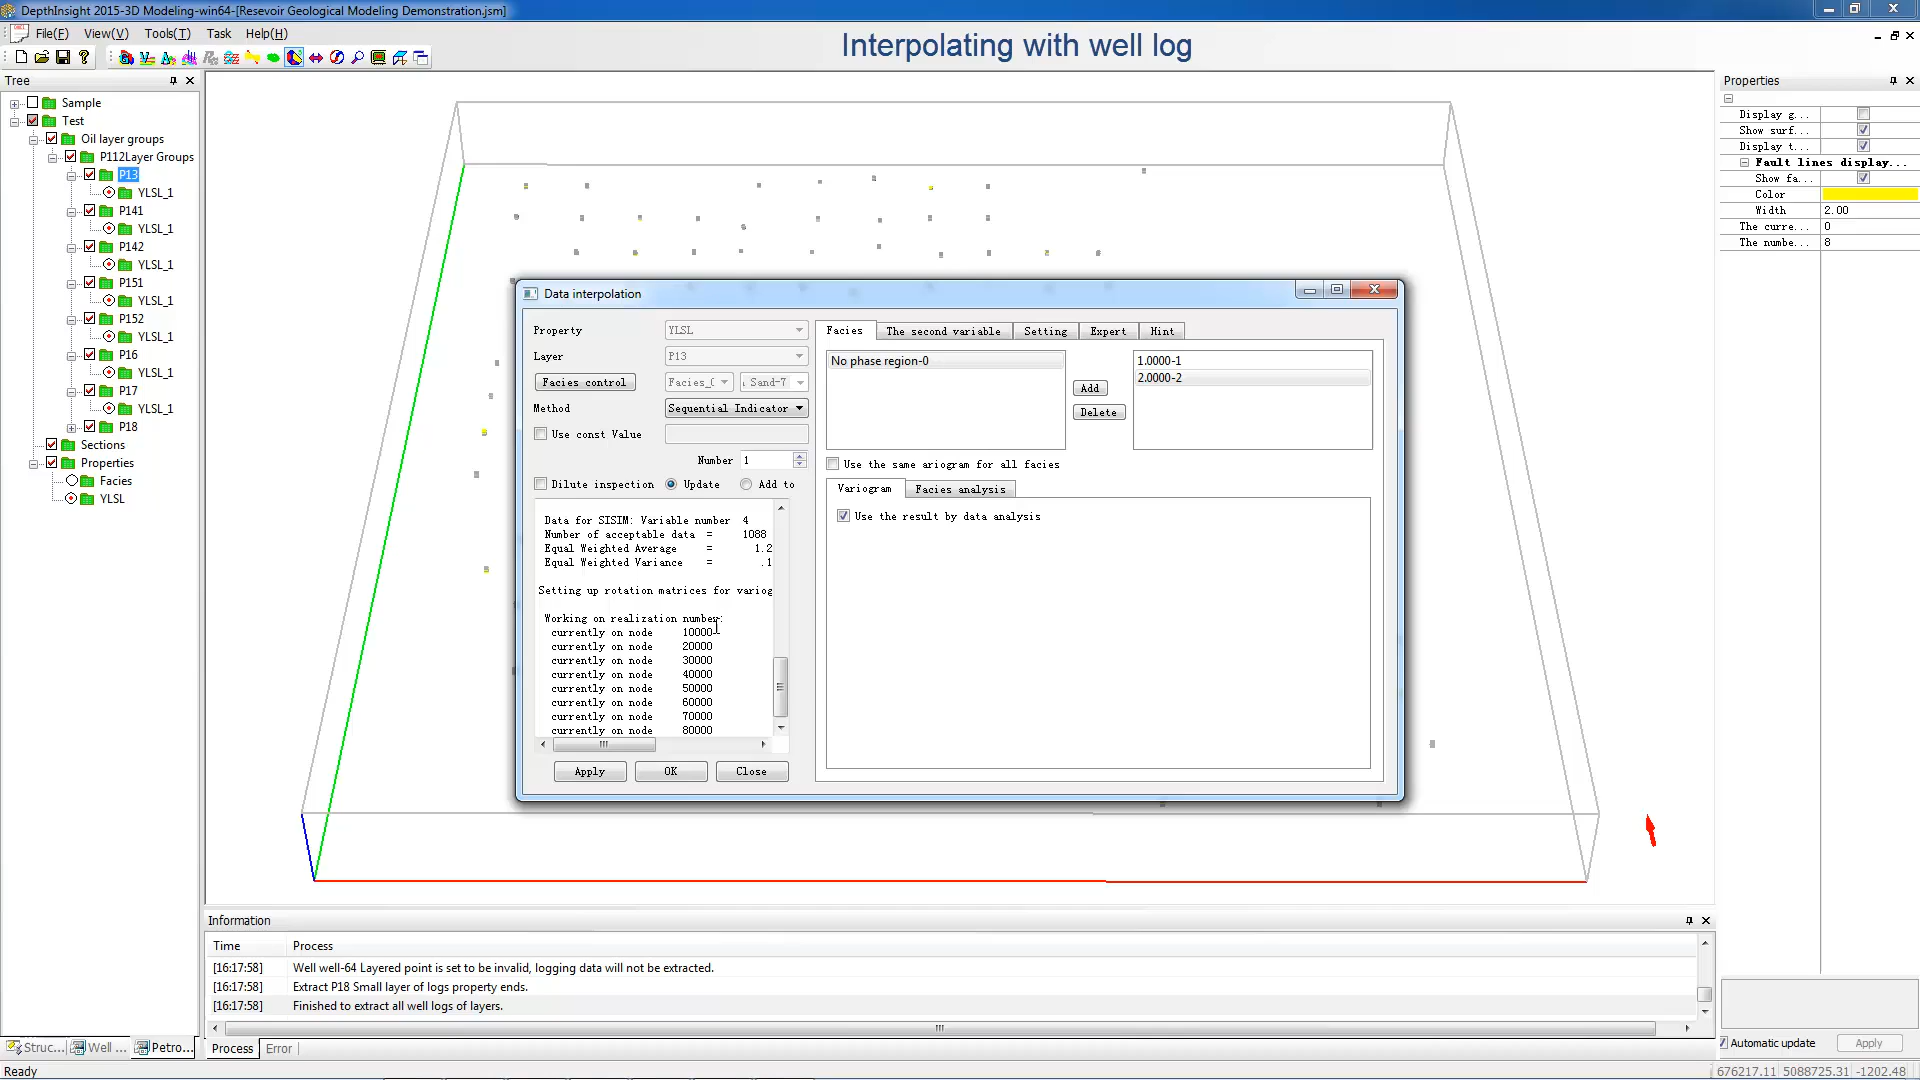 DepthInsight 2015-3D Modeling-win64-[Resevoir Geological Modeling Demonstration.jsm]
File(F) View(V) Tools(T) Task Help(H)
Interpolating with well log
Tree
Sample
Test
Oil layer groups
P112Layer Groups
P13
YLSL_1
P141
YLSL_1
P142
YLSL_1
P151
YLSL_1
P152
YLSL_1
P16
YLSL_1
P17
YLSL_1
P18
Sections
Properties
Facies
YLSL
Struc... Well ... Petro...
Data interpolation
Property YLSL
Layer P13
Facies control Facies_( Sand-7
Method Sequential Indicator
Use const Value
Number 1
Dilute inspection Update Add to
Data for SISIM: Variable number 4
Number of acceptable data = 1088
Equal Weighted Average = 1.2
Equal Weighted Variance = .1
Setting up rotation matrices for variog
Working on realization number:
currently on node 10000
currently on node 20000
currently on node 30000
currently on node 40000
currently on node 50000
currently on node 60000
currently on node 70000
currently on node 80000
Apply OK Close
Facies The second variable Setting Expert Hint
No phase region-0
Add
Delete
1.0000-1
2.0000-2
Use the same ariogram for all facies
Variogram Facies analysis
Use the result by data analysis
Properties
Display g...
Show surf...
Display t...
Fault lines display...
Show fa...
Color
Width 2.00
The curre... 0
The numbe... 8
Information
Time Process
[16:17:58] Well well-64 Layered point is set to be invalid, logging data will not be extracted.
[16:17:58] Extract P18 Small layer of logs property ends.
[16:17:58] Finished to extract all well logs of layers.
Process Error
Automatic update Apply
Ready
676217.11 5088725.31 -1202.48